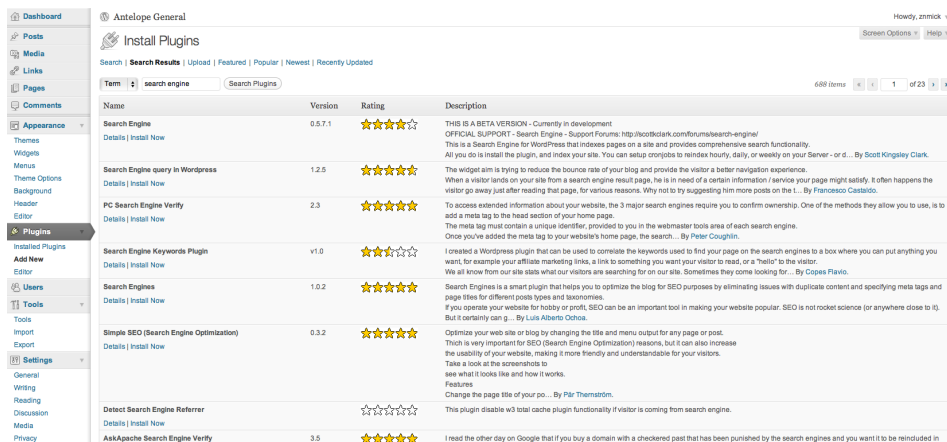 Dashboard
Posts
Media
Links
Pages
Comments
Appearance
Themes
Widgets
Menus
Theme Options
Background
Header
Editor
Plugins
Installed Plugins
Add New
Editor
Users
Tools
Tools
Import
Export
Settings
General
Writing
Reading
Discussion
Media
Privacy
Antelope General
Howdy, znmick
Screen Options
Help
Install Plugins
Search | Search Results | Upload | Featured | Popular | Newest | Recently Updated
Term search engine Search Plugins
688 items « ‹ 1 of 23 ›
Name Version Rating Description
Search Engine 0.5.7.1
Details | Install Now
THIS IS A BETA VERSION - Currently in development
OFFICIAL SUPPORT - Search Engine - Support Forums: http://scottkclark.com/forums/search-engine/
This is a Search Engine for WordPress that indexes pages on a site and provides comprehensive search functionality.
All you do is install the plugin, and index your site. You can setup cronjobs to reindex hourly, daily, or weekly on your Server - or d… By Scott Kingsley Clark.
Search Engine query in Wordpress 1.2.5
Details | Install Now
The widget aim is trying to reduce the bounce rate of your blog and provide the visitor a better navigation experience.
When a visitor lands on your site from a search engine result page, he is in need of a certain information / service your page might satisfy. It often happens the
visitor go away just after reading that page, for various reasons. Why not to try suggesting him more posts on the t… By Francesco Castaldo.
PC Search Engine Verify 2.3
Details | Install Now
To access extended information about your website, the 3 major search engines require you to confirm ownership. One of the methods they allow you to use, is to
add a meta tag to the head section of your home page.
The meta tag must contain a unique identifier, provided to you in the webmaster tools area of each search engine.
Once you've added the meta tag to your website's home page, the search… By Peter Coughlin.
Search Engine Keywords Plugin v1.0
Details | Install Now
I created a Wordpress plugin that can be used to correlate the keywords used to find your page on the search engines to a box where you can put anything you
want, for example your affiliate marketing links, a link to something you want your visitor to read, or a "hello" to the visitor.
We all know from our site stats what our visitors are searching for on our site. Sometimes they come looking for… By Copes Flavio.
Search Engines 1.0.2
Details | Install Now
Search Engines is a smart plugin that helps you to optimize the blog for SEO purposes by eliminating issues with duplicate content and specifying meta tags and
page titles for different posts types and taxonomies.
If you operate your website for hobby or profit, SEO can be an important tool in making your website popular. SEO is not rocket science (or anywhere close to it).
But it certainly can g… By Luis Alberto Ochoa.
Simple SEO (Search Engine Optimization) 0.3.2
Details | Install Now
Optimize your web site or blog by changing the title and menu output for any page or post.
Thich is very important for SEO (Search Engine Optimization) reasons, but it can also increase
the usability of your website, making it more friendly and understandable for your visitors.
Take a look at the screenshots to
see what it looks like and how it works.
Features
Change the page title of your po… By Pär Thernström.
Detect Search Engine Referrer
Details | Install Now
This plugin disable w3 total cache plugin functionality if visitor is coming from search engine.
AskApache Search Engine Verify 3.5
I read the other day on Google that if you buy a domain with a checkered past that has been punished by the search engines and you want it to be reincluded in